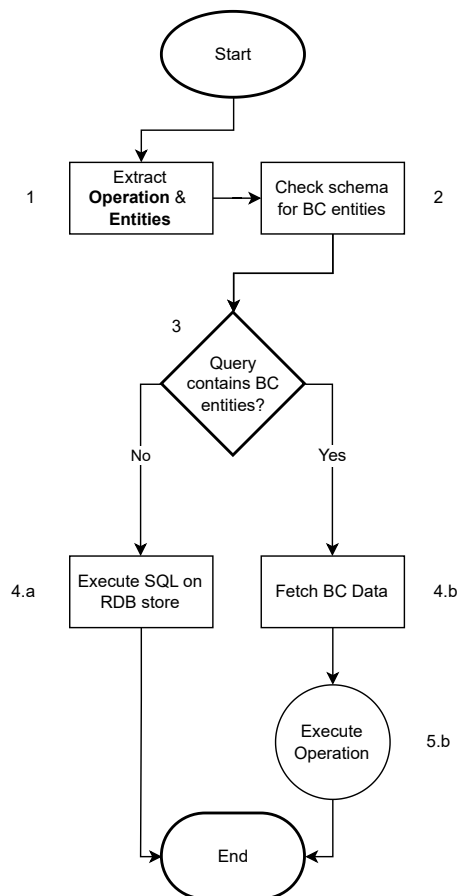 Start
1
Extract
Operation &
Entities
Check schema
for BC entities
2
3
Query
contains BC
entities?
No
Yes
4.a
Execute SQL on
RDB store
Fetch BC Data
4.b
Execute
Operation
5.b
End